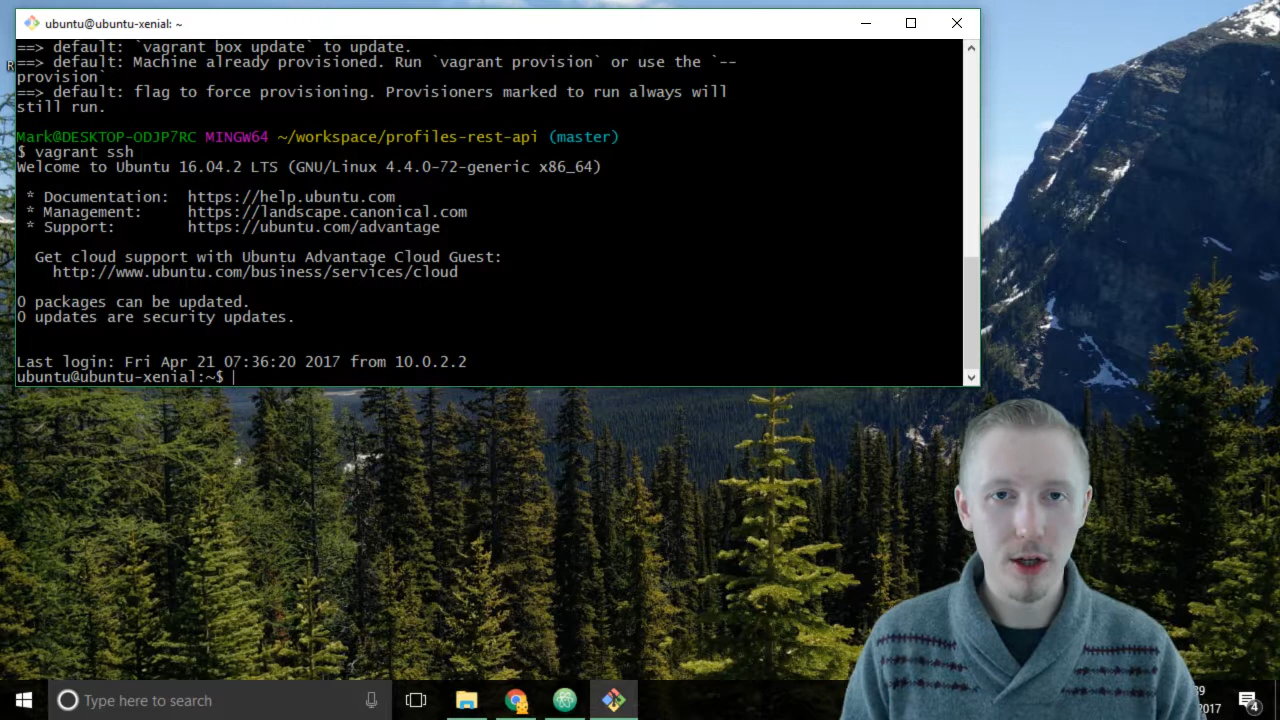 ubuntu@ubuntu-xenial: ~
==> default: `vagrant box update` to update.
==> default: Machine already provisioned. Run `vagrant provision` or use the `--
provision`
==> default: flag to force provisioning. Provisioners marked to run always will
still run.
Mark@DESKTOP-ODJP7RC MINGW64 ~/workspace/profiles-rest-api (master)
$ vagrant ssh
Welcome to Ubuntu 16.04.2 LTS (GNU/Linux 4.4.0-72-generic x86_64)
* Documentation: https://help.ubuntu.com
* Management: https://landscape.canonical.com
* Support: https://ubuntu.com/advantage
Get cloud support with Ubuntu Advantage Cloud Guest:
http://www.ubuntu.com/business/services/cloud
0 packages can be updated.
0 updates are security updates.
Last login: Fri Apr 21 07:36:20 2017 from 10.0.2.2
ubuntu@ubuntu-xenial:~$
Type here to search
2017
4